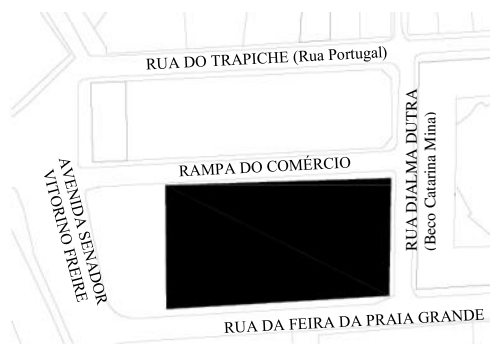 RUA DO TRAPICHE (Rua Portugal)
RUA DJALMA DUTRA
(Beco Catarina Mina)
RAMPA DO COMÉRCIO
AVENIDA SENADOR
VITORINO FREIRE
RUA DA FEIRA DA PRAIA GRANDE